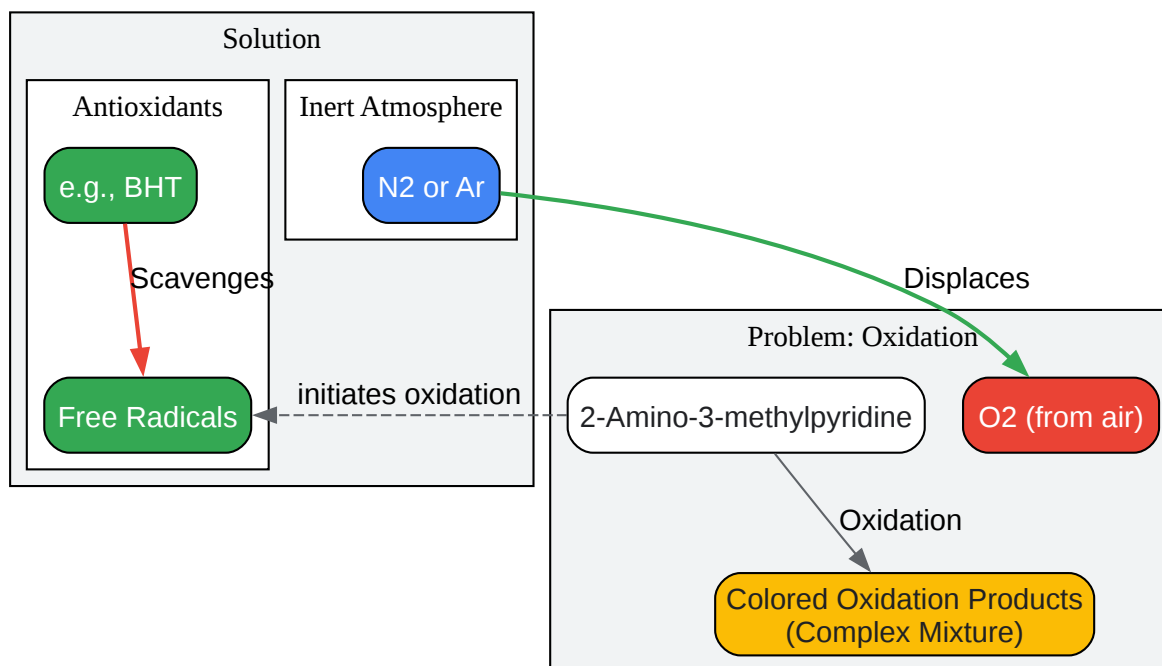 Solution
Antioxidants
Inert Atmosphere
e.g., BHT
N2 or Ar
Scavenges
Displaces
Problem: Oxidation
Free Radicals
initiates oxidation
2-Amino-3-methylpyridine
O2 (from air)
Oxidation
Colored Oxidation Products
(Complex Mixture)